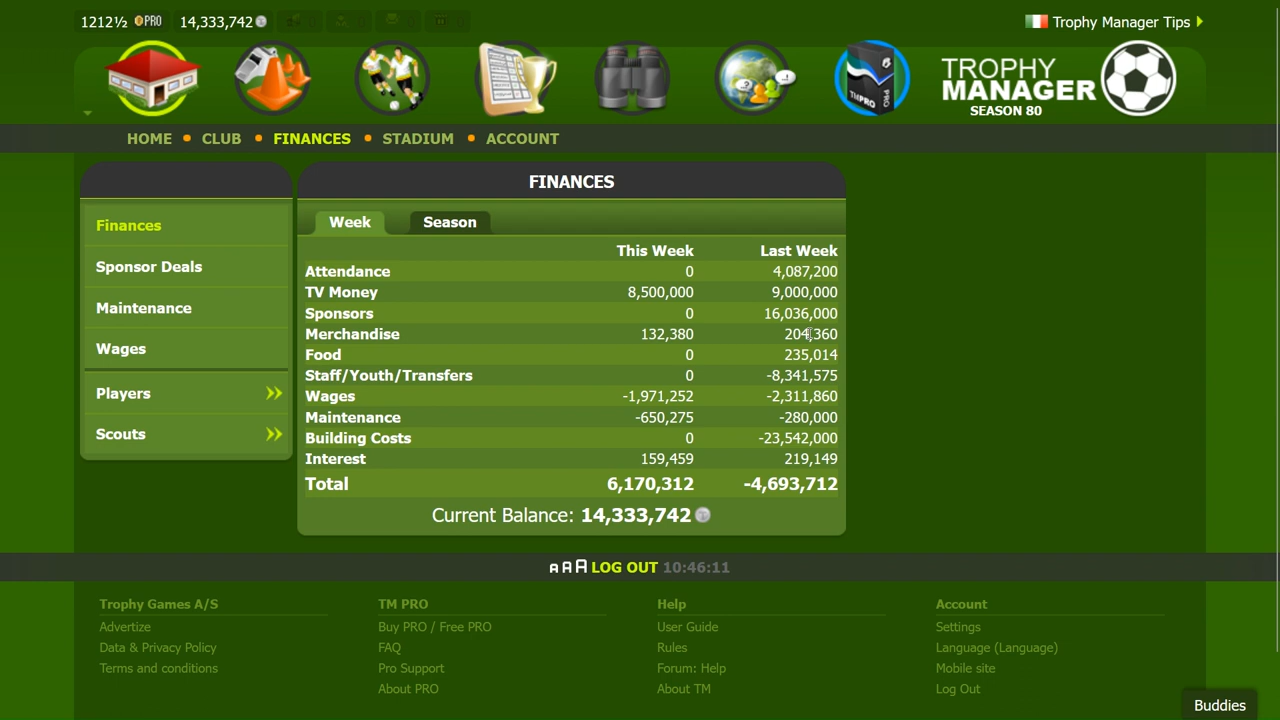 1212½ PRO 14,333,742 Trophy Manager Tips
TMPRO PRO
TROPHY
MANAGER
SEASON 80
HOME • CLUB • FINANCES • STADIUM • ACCOUNT
Finances
Sponsor Deals
Maintenance
Wages
Players
Scouts
FINANCES
Week Season
This Week Last Week
Attendance 0 4,087,200
TV Money 8,500,000 9,000,000
Sponsors 0 16,036,000
Merchandise 132,380 204,360
Food 0 235,014
Staff/Youth/Transfers 0 -8,341,575
Wages -1,971,252 -2,311,860
Maintenance -650,275 -280,000
Building Costs 0 -23,542,000
Interest 159,459 219,149
Total 6,170,312 -4,693,712
Current Balance: 14,333,742
A A A LOG OUT 10:46:11
Trophy Games A/S
Advertize
Data & Privacy Policy
Terms and conditions
TM PRO
Buy PRO / Free PRO
FAQ
Pro Support
About PRO
Help
User Guide
Rules
Forum: Help
About TM
Account
Settings
Language (Language)
Mobile site
Log Out
Buddies